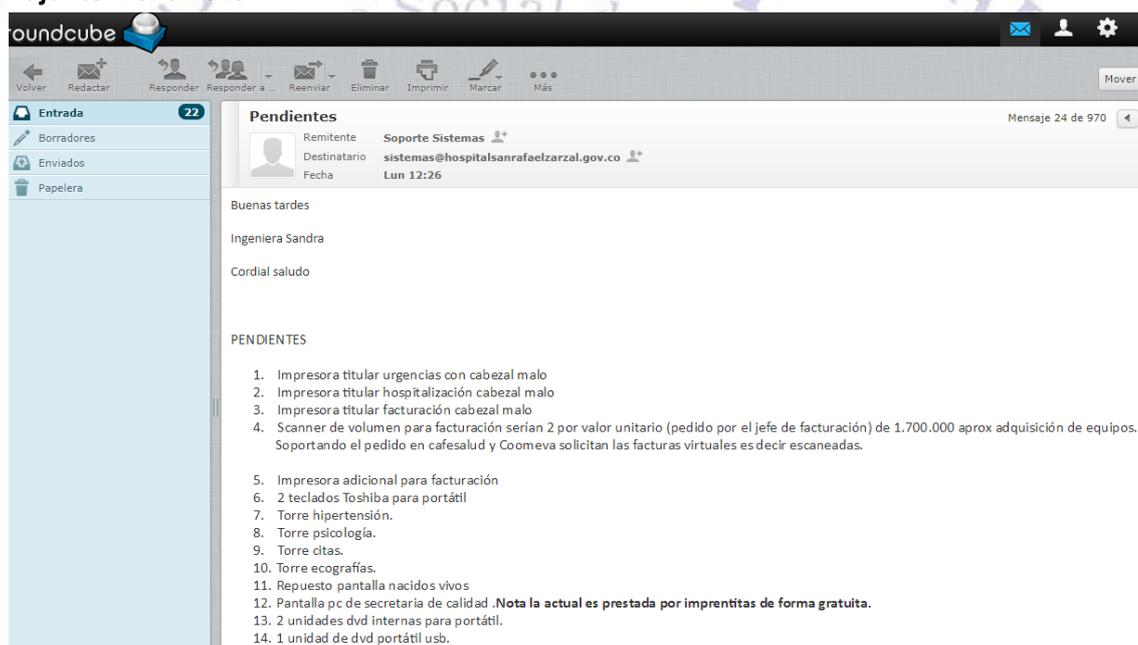 Social
roundcube
Volver
Redactar
Responder
Responder a ...
Reenviar
Eliminar
Imprimir
Marcar
Más
Mover
Entrada 22
Borradores
Enviados
Papelera
Pendientes
Mensaje 24 de 970
Remitente Soporte Sistemas
Destinatario sistemas@hospitalsanrafaelzarzal.gov.co
Fecha Lun 12:26
Buenas tardes
Ingeniera Sandra
Cordial saludo
PENDIENTES
1. Impresora titular urgencias con cabezal malo
2. Impresora titular hospitalización cabezal malo
3. Impresora titular facturación cabezal malo
4. Scanner de volumen para facturación serían 2 por valor unitario (pedido por el jefe de facturación) de 1.700.000 aprox adquisición de equipos.
Soportando el pedido en cafesalud y Coomeva solicitan las facturas virtuales es decir escaneadas.
5. Impresora adicional para facturación
6. 2 teclados Toshiba para portátil
7. Torre hipertensión.
8. Torre psicología.
9. Torre citas.
10. Torre ecografías.
11. Repuesto pantalla nacidos vivos
12. Pantalla pc de secretaria de calidad .Nota la actual es prestada por imprentitas de forma gratuita.
13. 2 unidades dvd internas para portátil.
14. 1 unidad de dvd portátil usb.